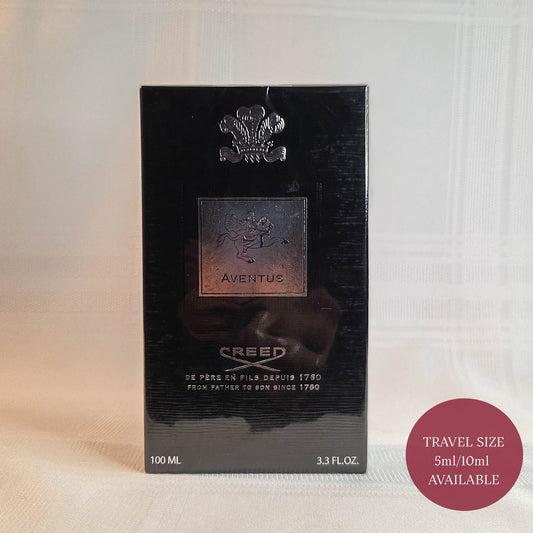 AVENTUS
CREED
DE PÈRE EN FILS DEPUIS 1760
FROM FATHER TO SON SINCE 1760
100 ML 3.3 FL.OZ.
TRAVEL SIZE
5ml/10ml
AVAILABLE